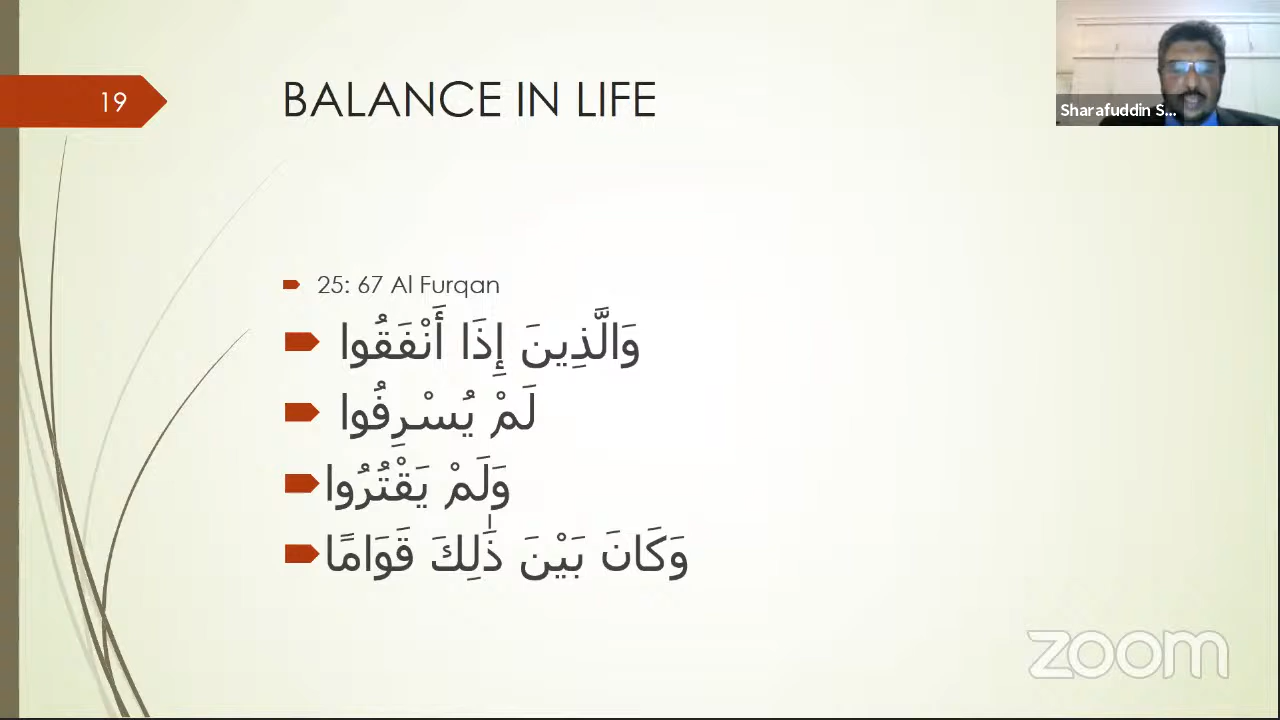 19
BALANCE IN LIFE
Sharafuddin S...
25: 67 Al Furqan
وَالَّذِينَ إِذَا أَنْفَقُوا
لَمْ يُسْرِفُوا
وَلَمْ يَقْتُرُوا
وَكَانَ بَيْنَ ذَٰلِكَ قَوَامًا
zoom